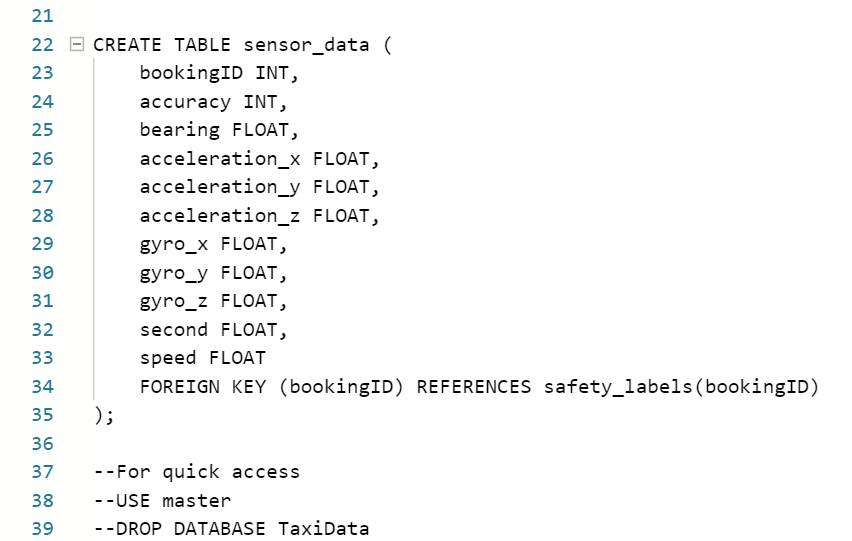 21
22 CREATE TABLE sensor_data (
23 bookingID INT,
24 accuracy INT,
25 bearing FLOAT,
26 acceleration_x FLOAT,
27 acceleration_y FLOAT,
28 acceleration_z FLOAT,
29 gyro_x FLOAT,
30 gyro_y FLOAT,
31 gyro_z FLOAT,
32 second FLOAT,
33 speed FLOAT
34 FOREIGN KEY (bookingID) REFERENCES safety_labels(bookingID)
35 );
36
37 --For quick access
38 --USE master
39 --DROP DATABASE TaxiData